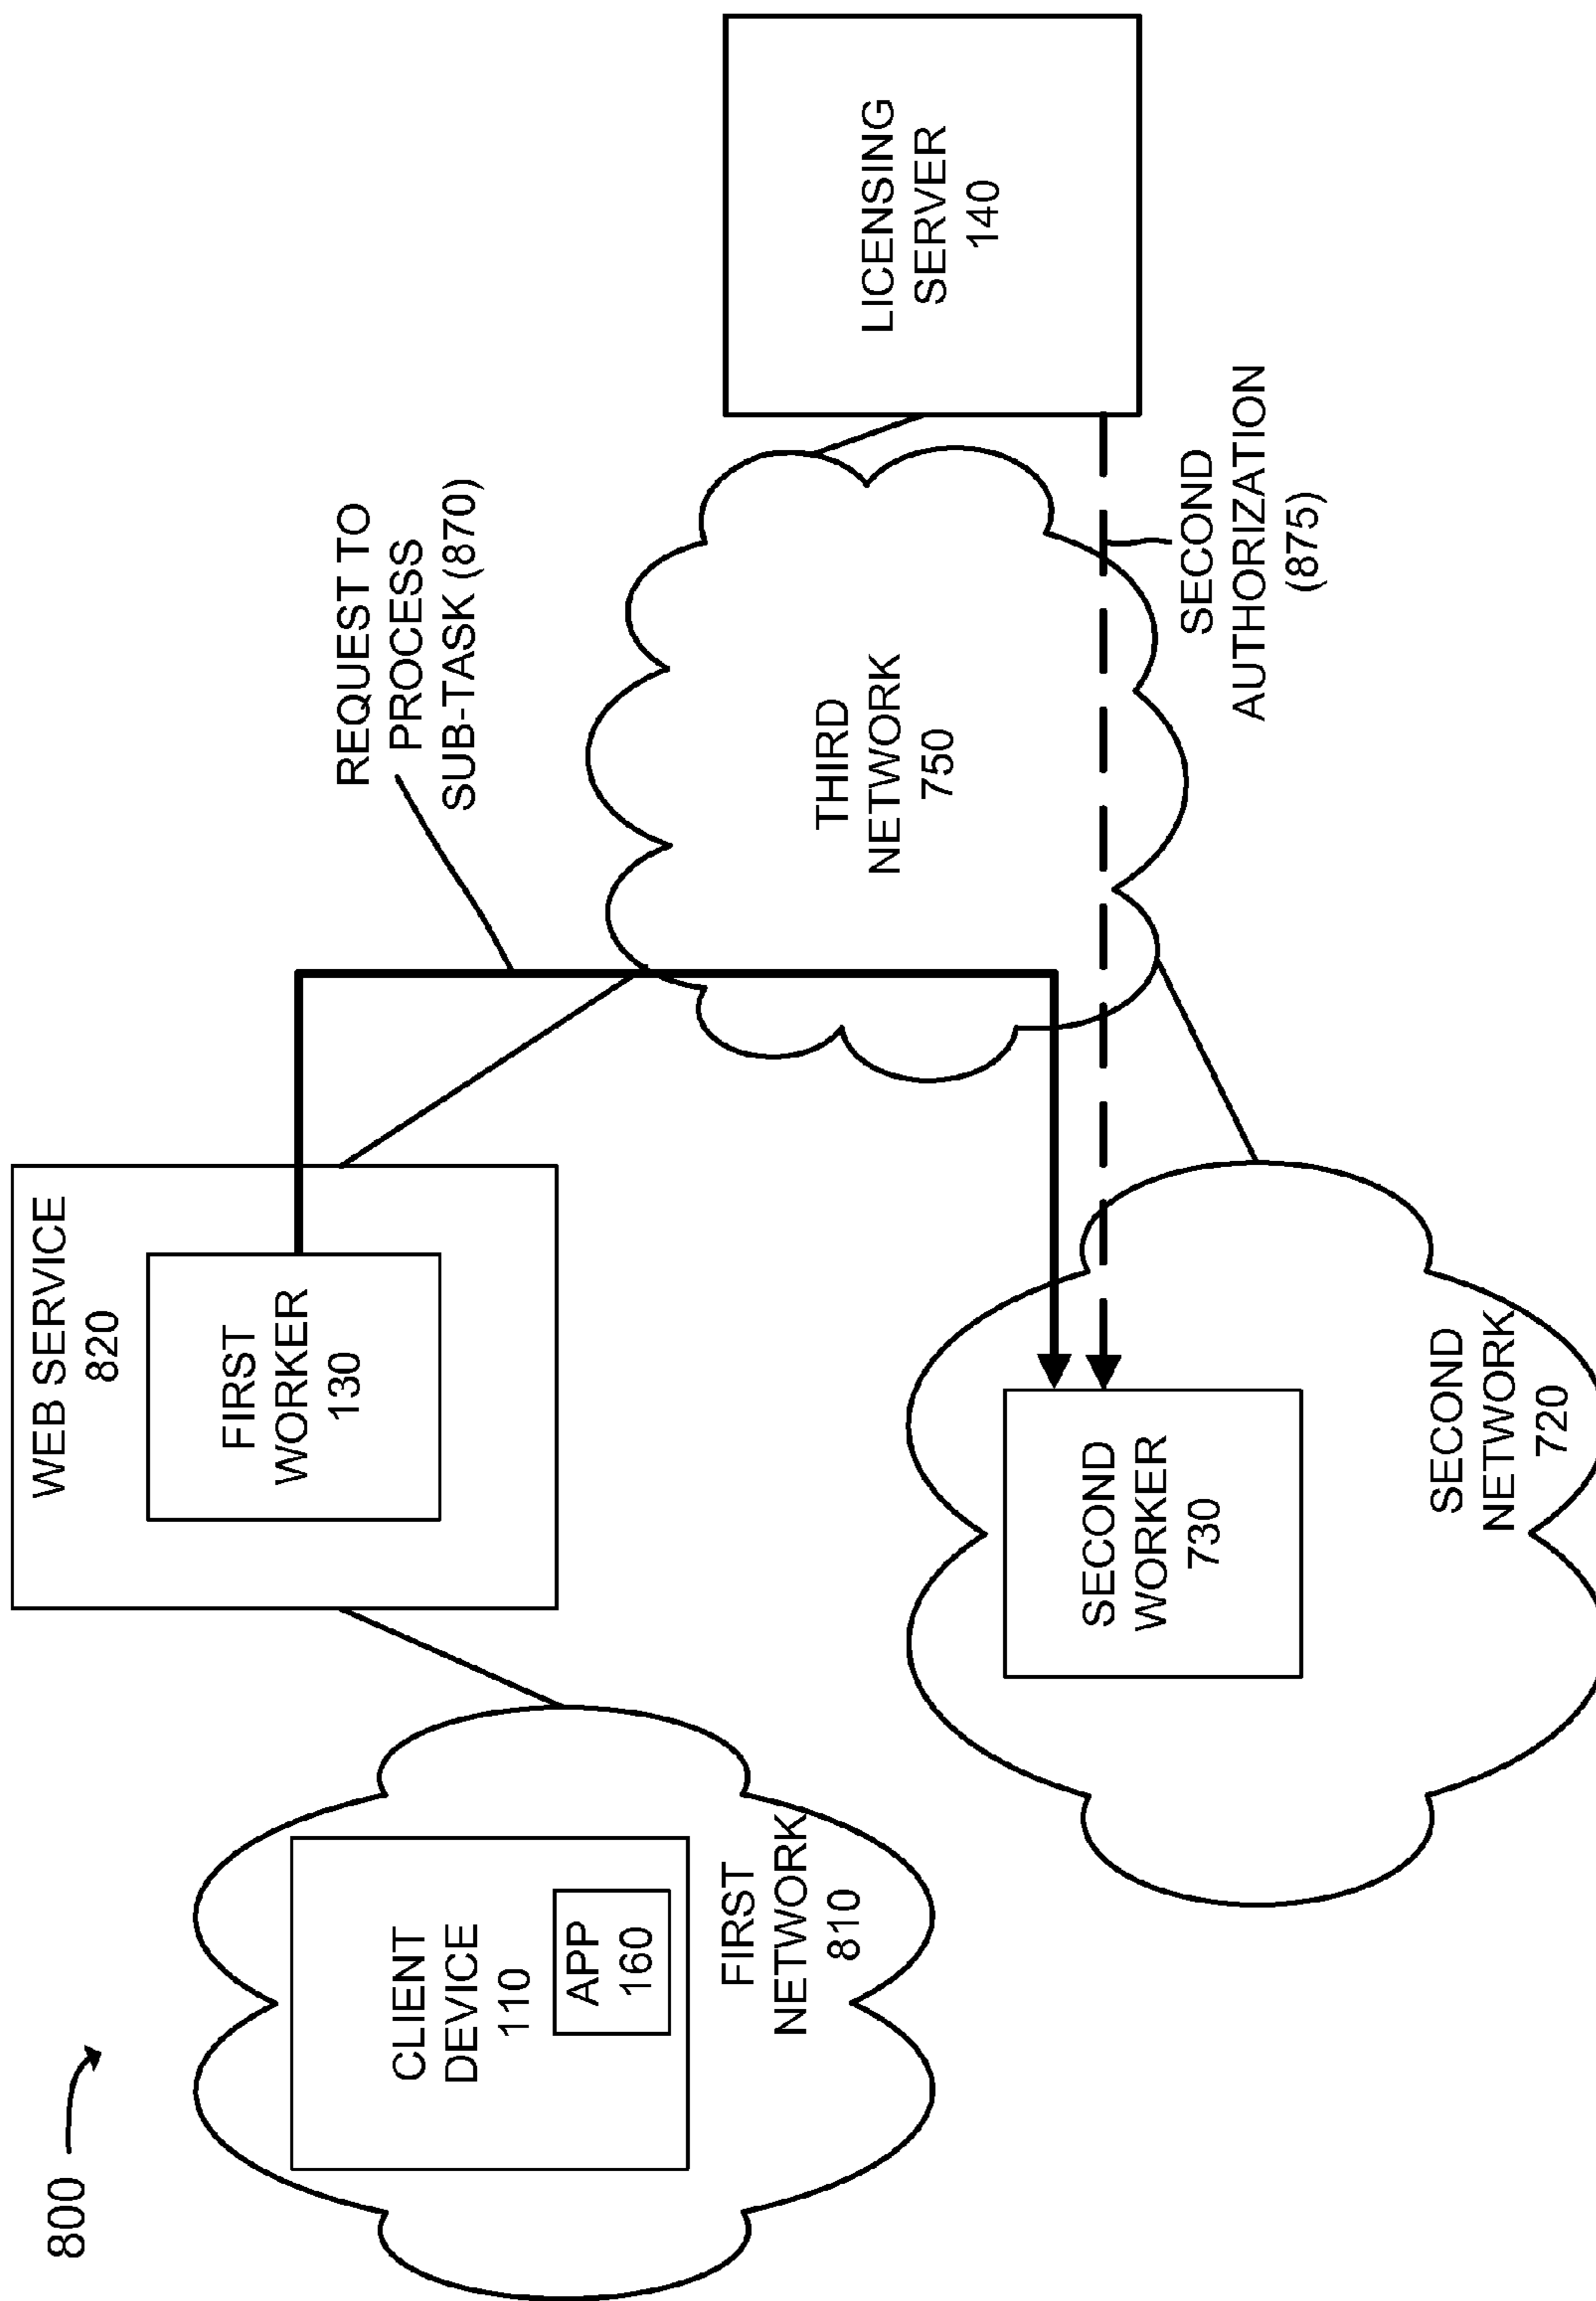 800
WEB SERVICE
820
FIRST
WORKER
130
REQUEST TO
PROCESS
SUB-TASK (870)
CLIENT
DEVICE
110
APP
160
FIRST
NETWORK
810
THIRD
NETWORK
750
LICENSING
SERVER
140
SECOND
WORKER
730
SECOND
AUTHORIZATION
(875)
SECOND
NETWORK
720